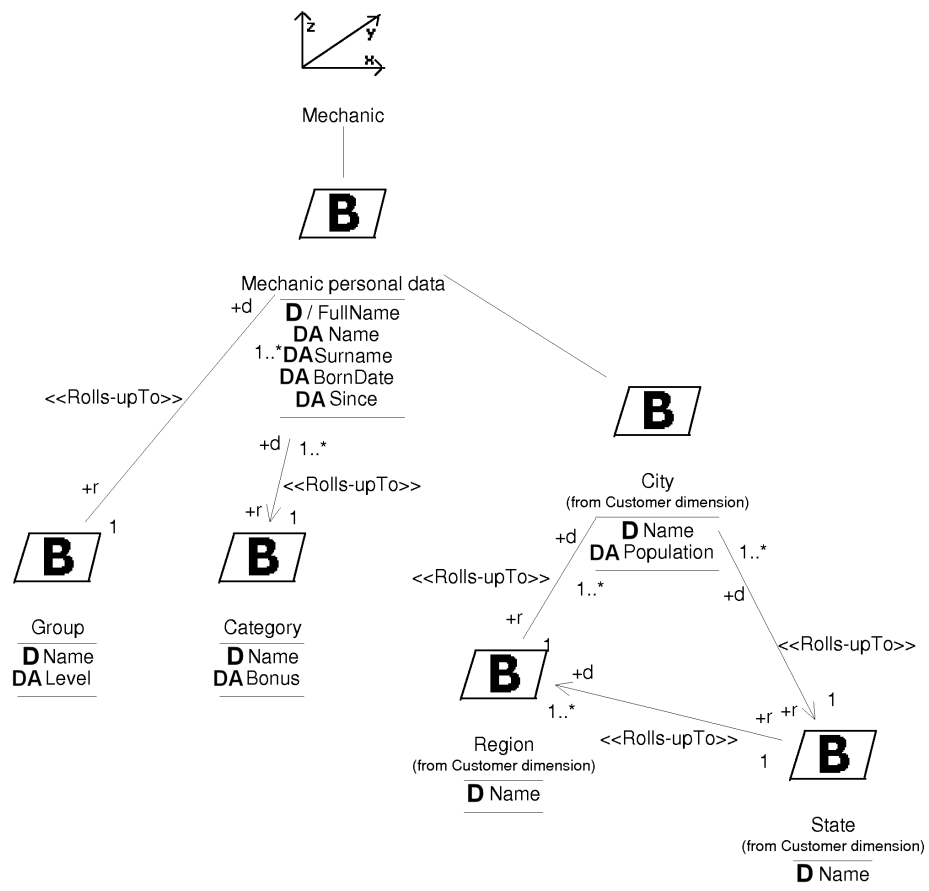 z
y
x
Mechanic
B
Mechanic personal data
+d
D / FullName
DA Name
1..*
DA Surname
DA BornDate
DA Since
<<Rolls-upTo>>
B
+d
1..*
City
(from Customer dimension)
<<Rolls-upTo>>
+r
+r
1
1
D Name
DA Population
+d
1..*
B
B
<<Rolls-upTo>>
1..*
+d
+r
Group
Category
1
<<Rolls-upTo>>
D Name
D Name
B
+d
DA Level
DA Bonus
1..*
1
+r
+r
<<Rolls-upTo>>
Region
1
B
(from Customer dimension)
D Name
State
(from Customer dimension)
D Name